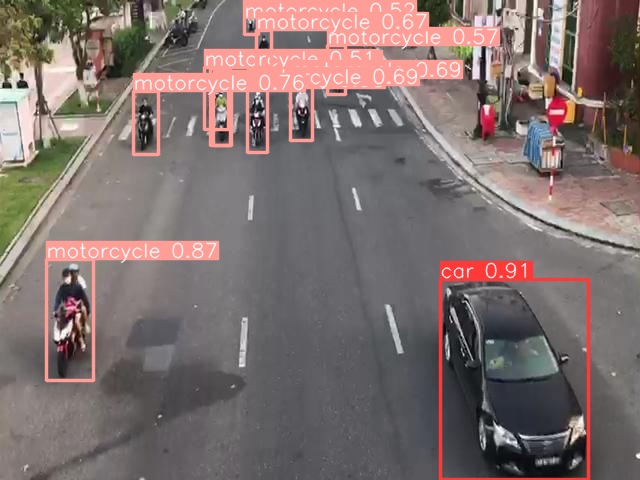 motorcycle 0.52
motorcycle 0.67
motorcycle 0.57
motorcycle 0.51
0.69
motorcycle 0.76
cycle 0.69
motorcycle 0.87
car 0.91